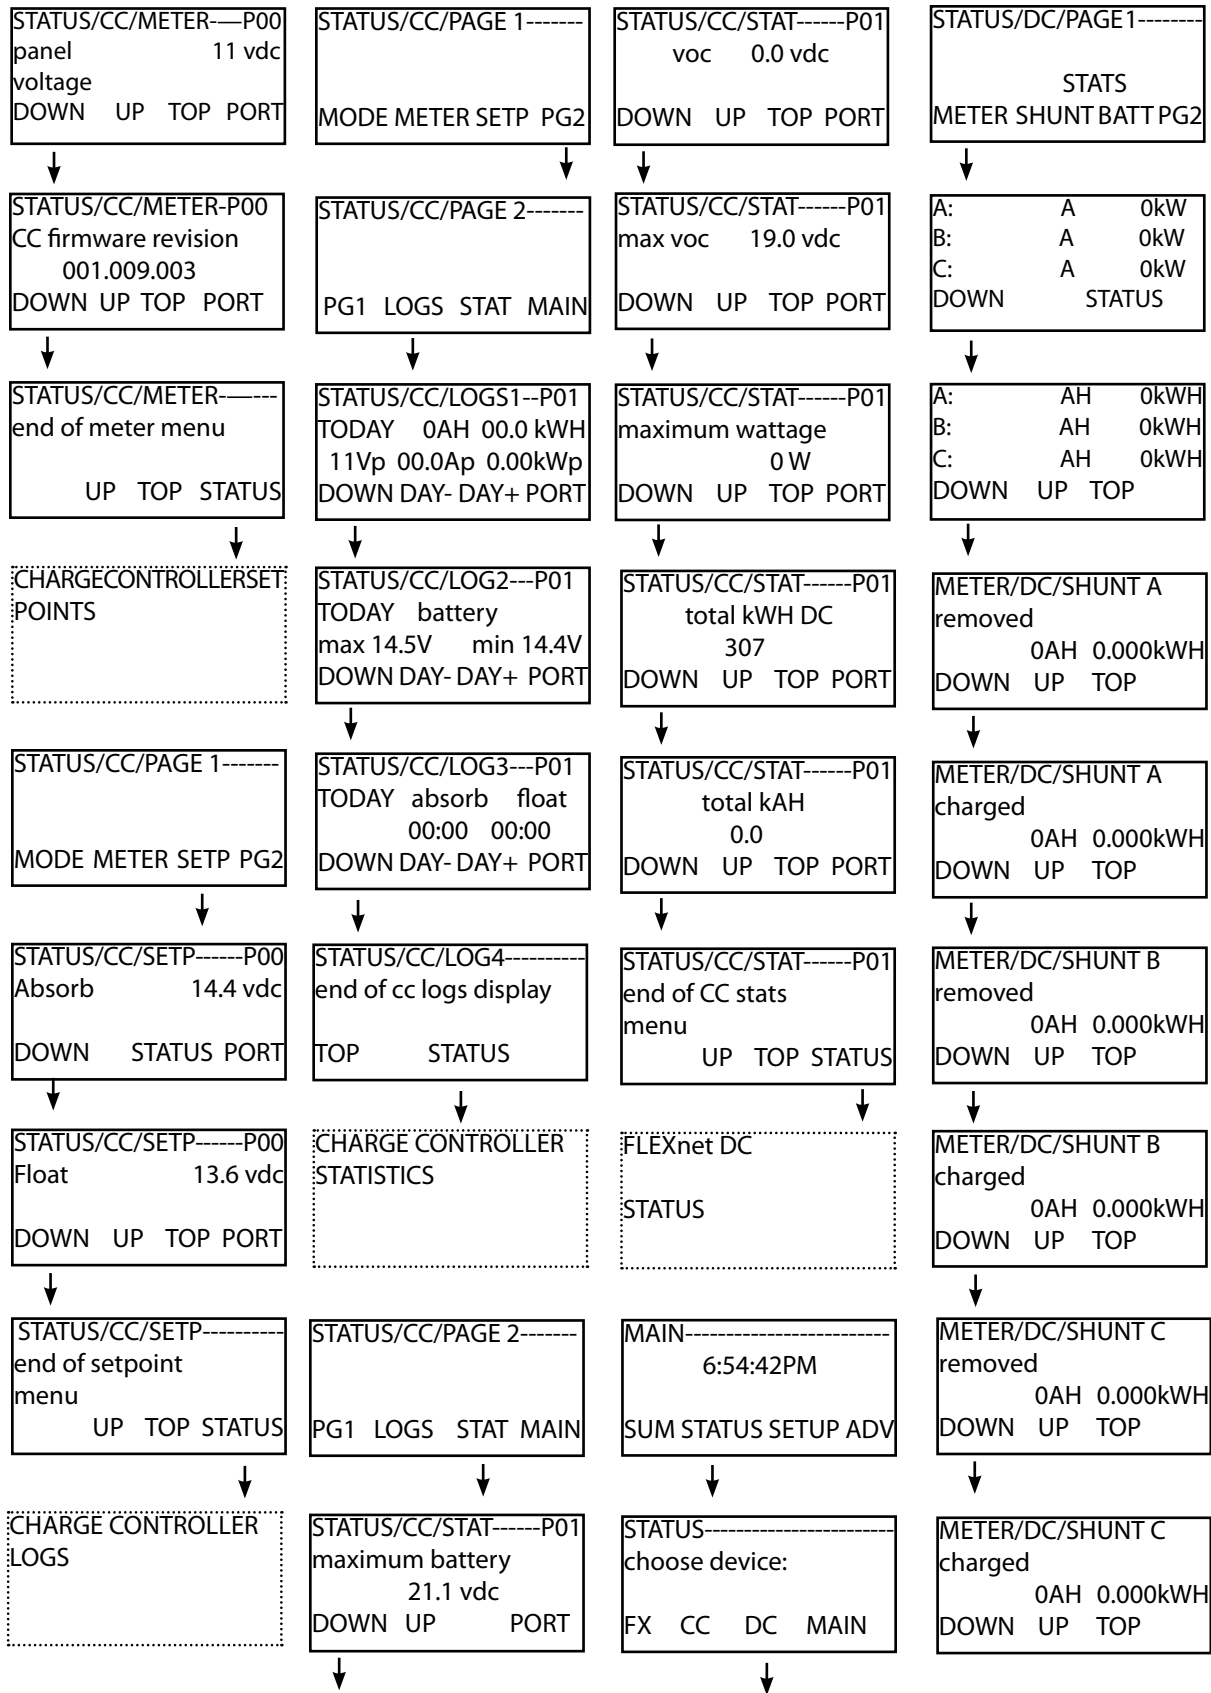 STATUS/CC/METER-—P00
panel 11 vdc
voltage
DOWN UP TOP PORT
STATUS/CC/METER-P00
CC firmware revision
001.009.003
DOWN UP TOP PORT
STATUS/CC/METER-—---
end of meter menu
UP TOP STATUS
CHARGECONTROLLERSET
POINTS
STATUS/CC/PAGE 1-------
MODE METER SETP PG2
STATUS/CC/SETP------P00
Absorb 14.4 vdc
DOWN STATUS PORT
STATUS/CC/SETP------P00
Float 13.6 vdc
DOWN UP TOP PORT
STATUS/CC/SETP----------
end of setpoint
menu
UP TOP STATUS
CHARGE CONTROLLER
LOGS
STATUS/CC/PAGE 1-------
MODE METER SETP PG2
STATUS/CC/PAGE 2-------
PG1 LOGS STAT MAIN
STATUS/CC/LOGS1--P01
TODAY 0AH 00.0 kWH
11Vp 00.0Ap 0.00kWp
DOWN DAY- DAY+ PORT
STATUS/CC/LOG2---P01
TODAY battery
max 14.5V min 14.4V
DOWN DAY- DAY+ PORT
STATUS/CC/LOG3---P01
TODAY absorb float
00:00 00:00
DOWN DAY- DAY+ PORT
STATUS/CC/LOG4----------
end of cc logs display
TOP STATUS
CHARGE CONTROLLER
STATISTICS
STATUS/CC/PAGE 2-------
PG1 LOGS STAT MAIN
STATUS/CC/STAT------P01
maximum battery
21.1 vdc
DOWN UP PORT
STATUS/CC/STAT------P01
voc 0.0 vdc
DOWN UP TOP PORT
STATUS/CC/STAT------P01
max voc 19.0 vdc
DOWN UP TOP PORT
STATUS/CC/STAT------P01
maximum wattage
0 W
DOWN UP TOP PORT
STATUS/CC/STAT------P01
total kWH DC
307
DOWN UP TOP PORT
STATUS/CC/STAT------P01
total kAH
0.0
DOWN UP TOP PORT
STATUS/CC/STAT------P01
end of CC stats
menu
UP TOP STATUS
FLEXnet DC
STATUS
MAIN--------------------------
6:54:42PM
SUM STATUS SETUP ADV
STATUS------------------------
choose device:
FX CC DC MAIN
STATUS/DC/PAGE1--------
STATS
METER SHUNT BATT PG2
A: A 0kW
B: A 0kW
C: A 0kW
DOWN STATUS
A: AH 0kWH
B: AH 0kWH
C: AH 0kWH
DOWN UP TOP
METER/DC/SHUNT A
removed
0AH 0.000kWH
DOWN UP TOP
METER/DC/SHUNT A
charged
0AH 0.000kWH
DOWN UP TOP
METER/DC/SHUNT B
removed
0AH 0.000kWH
DOWN UP TOP
METER/DC/SHUNT B
charged
0AH 0.000kWH
DOWN UP TOP
METER/DC/SHUNT C
removed
0AH 0.000kWH
DOWN UP TOP
METER/DC/SHUNT C
charged
0AH 0.000kWH
DOWN UP TOP